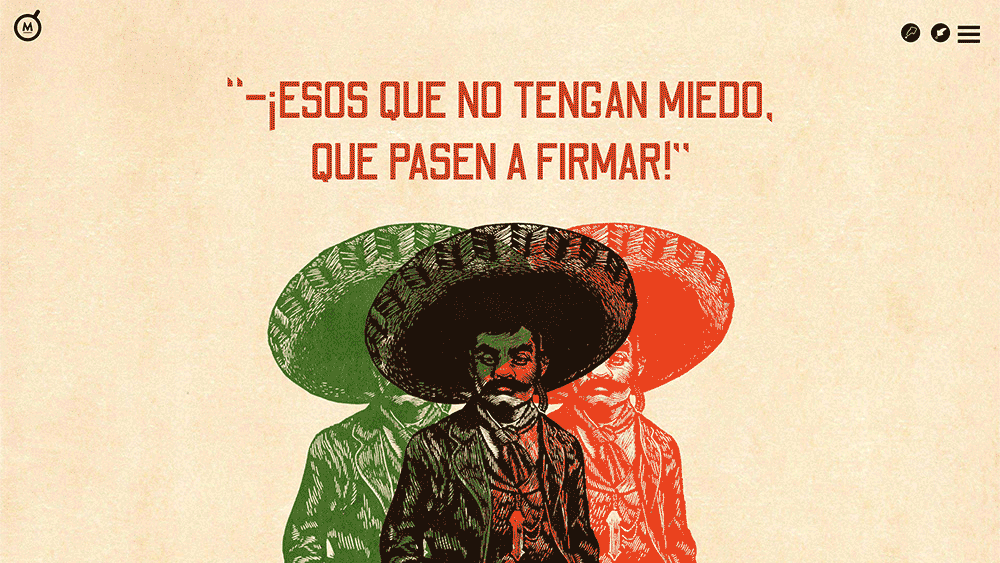 M
"–¡ESOS QUE NO TENGAN MIEDO,
QUE PASEN A FIRMAR!"